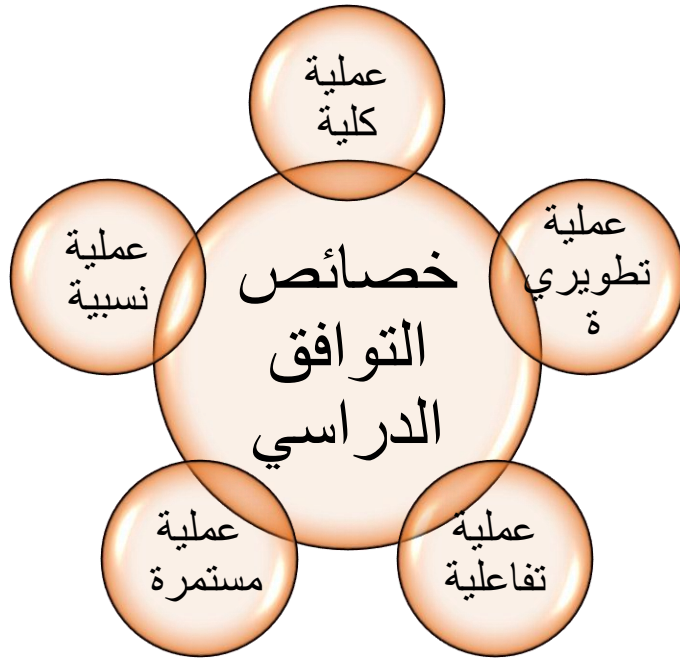 عملية
كلية
عملية
تطويري
ة
عملية
تفاعلية
عملية
مستمرة
عملية
نسبية
خصائص
التوافق
الدراسي